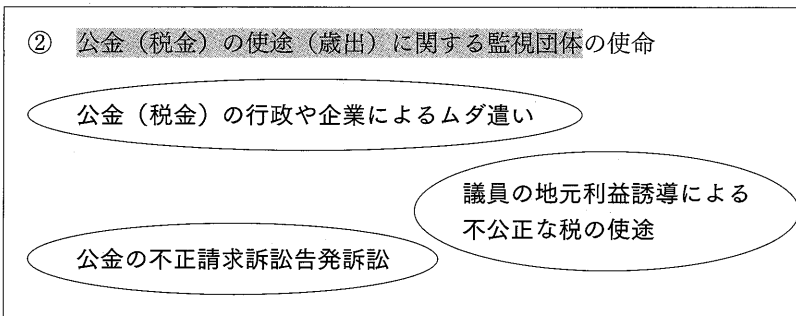 ② 公金（税金）の使途（歳出）に関する監視団体の使命
公金（税金）の行政や企業によるムダ遣い
議員の地元利益誘導による
不公正な税の使途
公金の不正請求訴訟告発訴訟